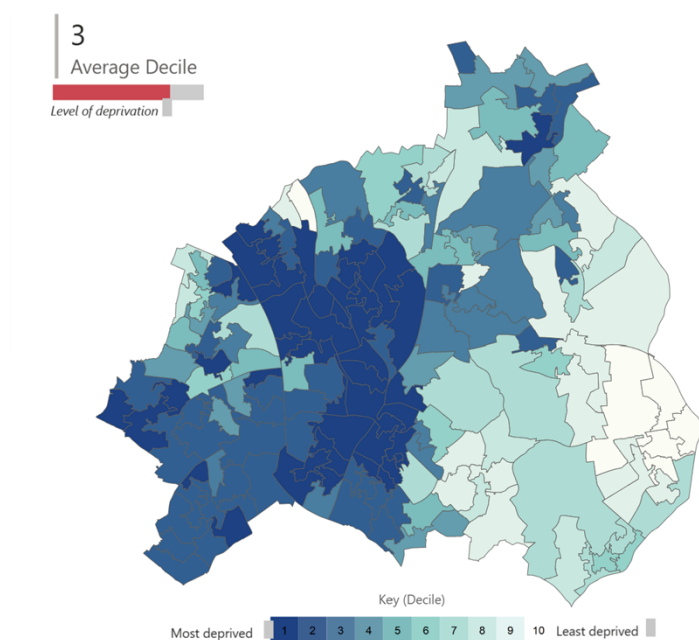 3
Average Decile
Level of deprivation
Key (Decile)
Most deprived 1 2 3 4 5 6 7 8 9 10 Least deprived